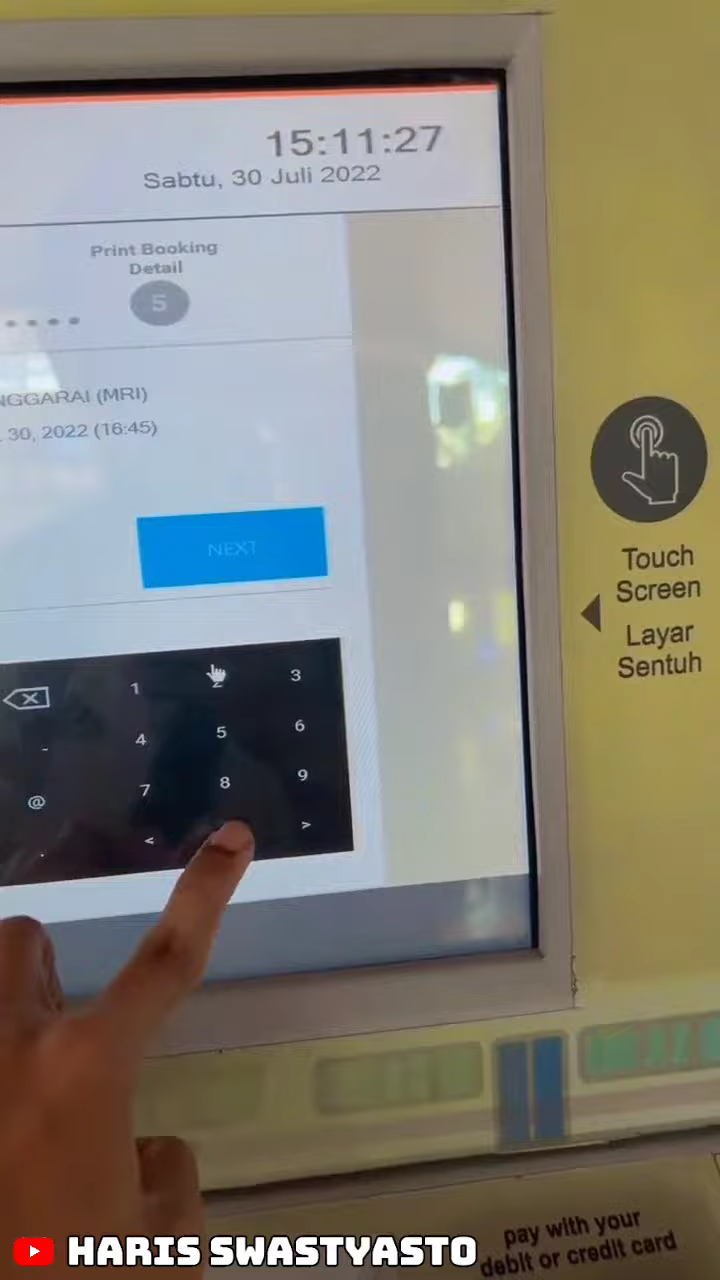 15:11:27
Sabtu, 30 Juli 2022
Print Booking
Detail
5
NGGARAI (MRI)
30, 2022 (16:45)
NEXT
1 2 3
- 4 5 6
@ 7 8 9
. < >
Touch
Screen
Layar
Sentuh
pay with your
debit or credit card
HARIS SWASTYASTO